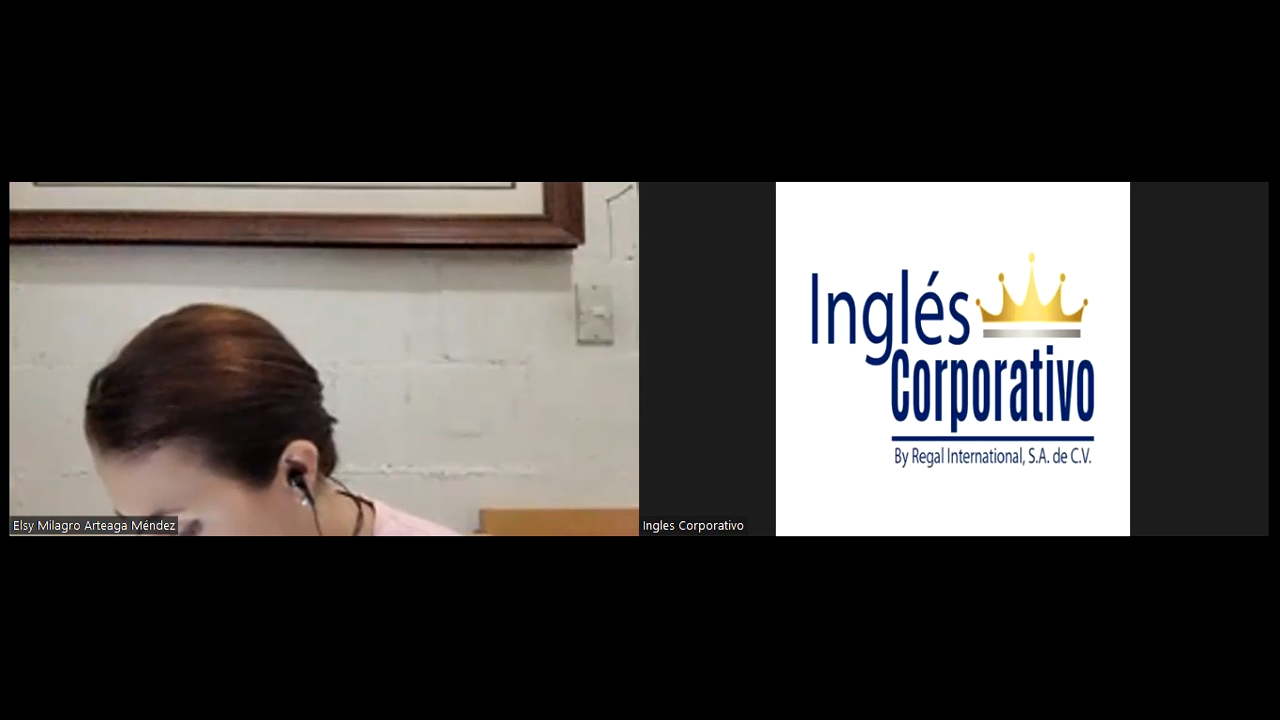 Inglés
Corporativo
By Regal International, S.A. de C.V.
Elsy Milagro Arteaga Méndez
Ingles Corporativo